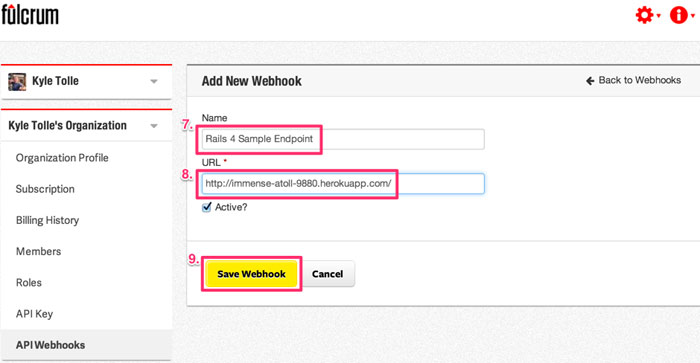 fulcrum
Kyle Tolle
Add New Webhook
Back to Webhooks
Kyle Tolle's Organization
Organization Profile
Subscription
Billing History
Members
Roles
API Key
API Webhooks
Name
7.
Rails 4 Sample Endpoint
URL *
8.
http://immense-atoll-9880.herokuapp.com/
Active?
9.
Save Webhook
Cancel